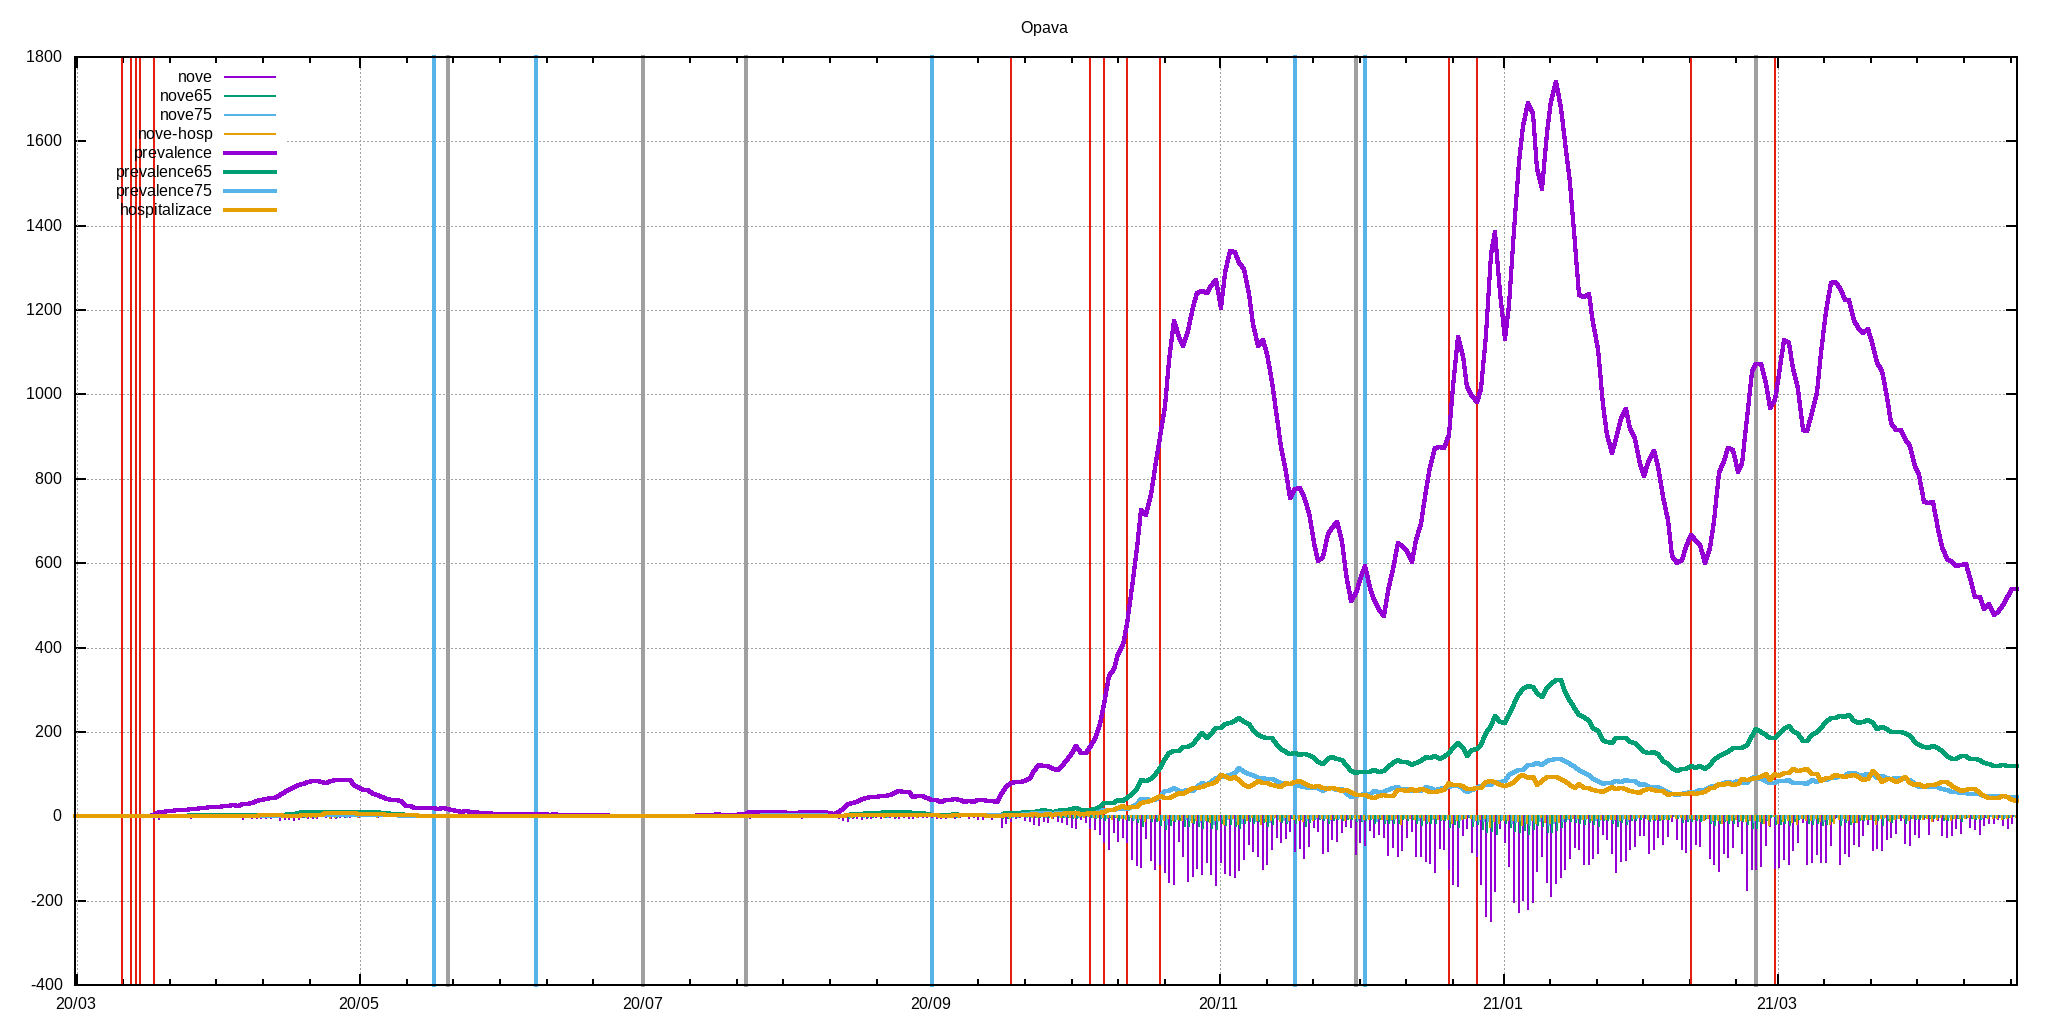 Opava
1800
1600
1400
1200
1000
800
600
400
200
0
-200
-400
nove
nove65
nove75
nove-hosp
prevalence
prevalence65
prevalence75
hospitalizace
20/03 20/05 20/07 20/09 20/11 21/01 21/03